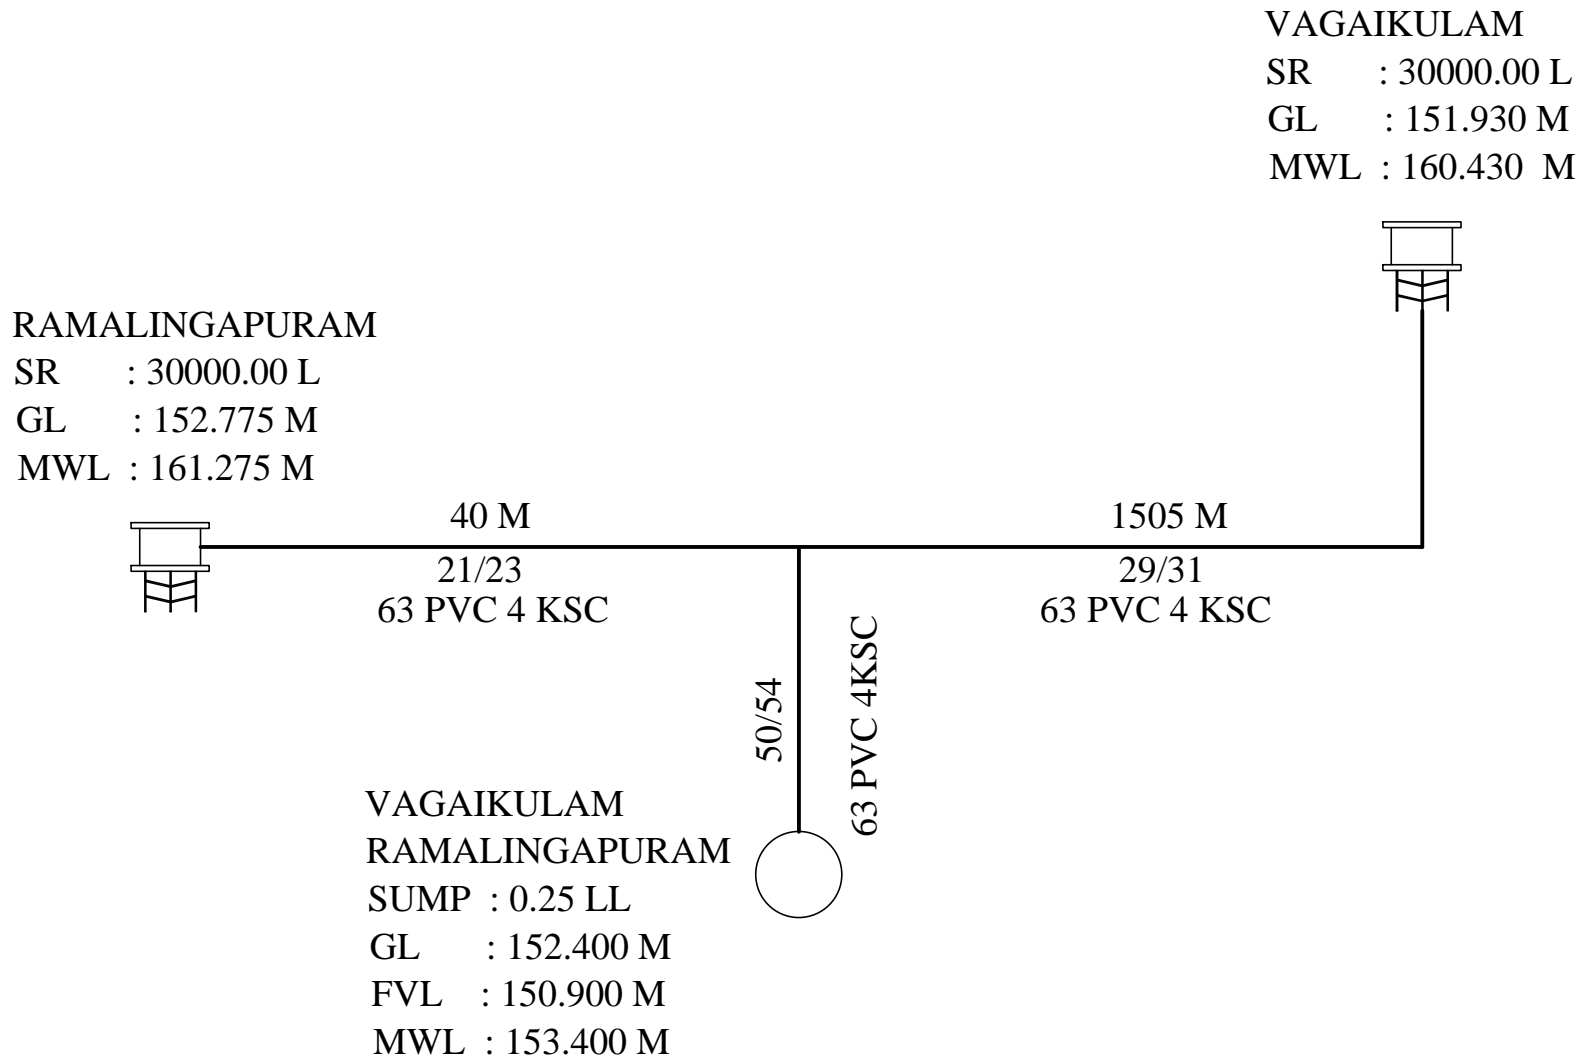 VAGAIKULAM
SR : 30000.00 L
GL : 151.930 M
MWL : 160.430 M
RAMALINGAPURAM
SR : 30000.00 L
GL : 152.775 M
MWL : 161.275 M
40 M
21/23
63 PVC 4 KSC
1505 M
29/31
63 PVC 4 KSC
50/54
63 PVC 4KSC
VAGAIKULAM
RAMALINGAPURAM
SUMP : 0.25 LL
GL : 152.400 M
FVL : 150.900 M
MWL : 153.400 M